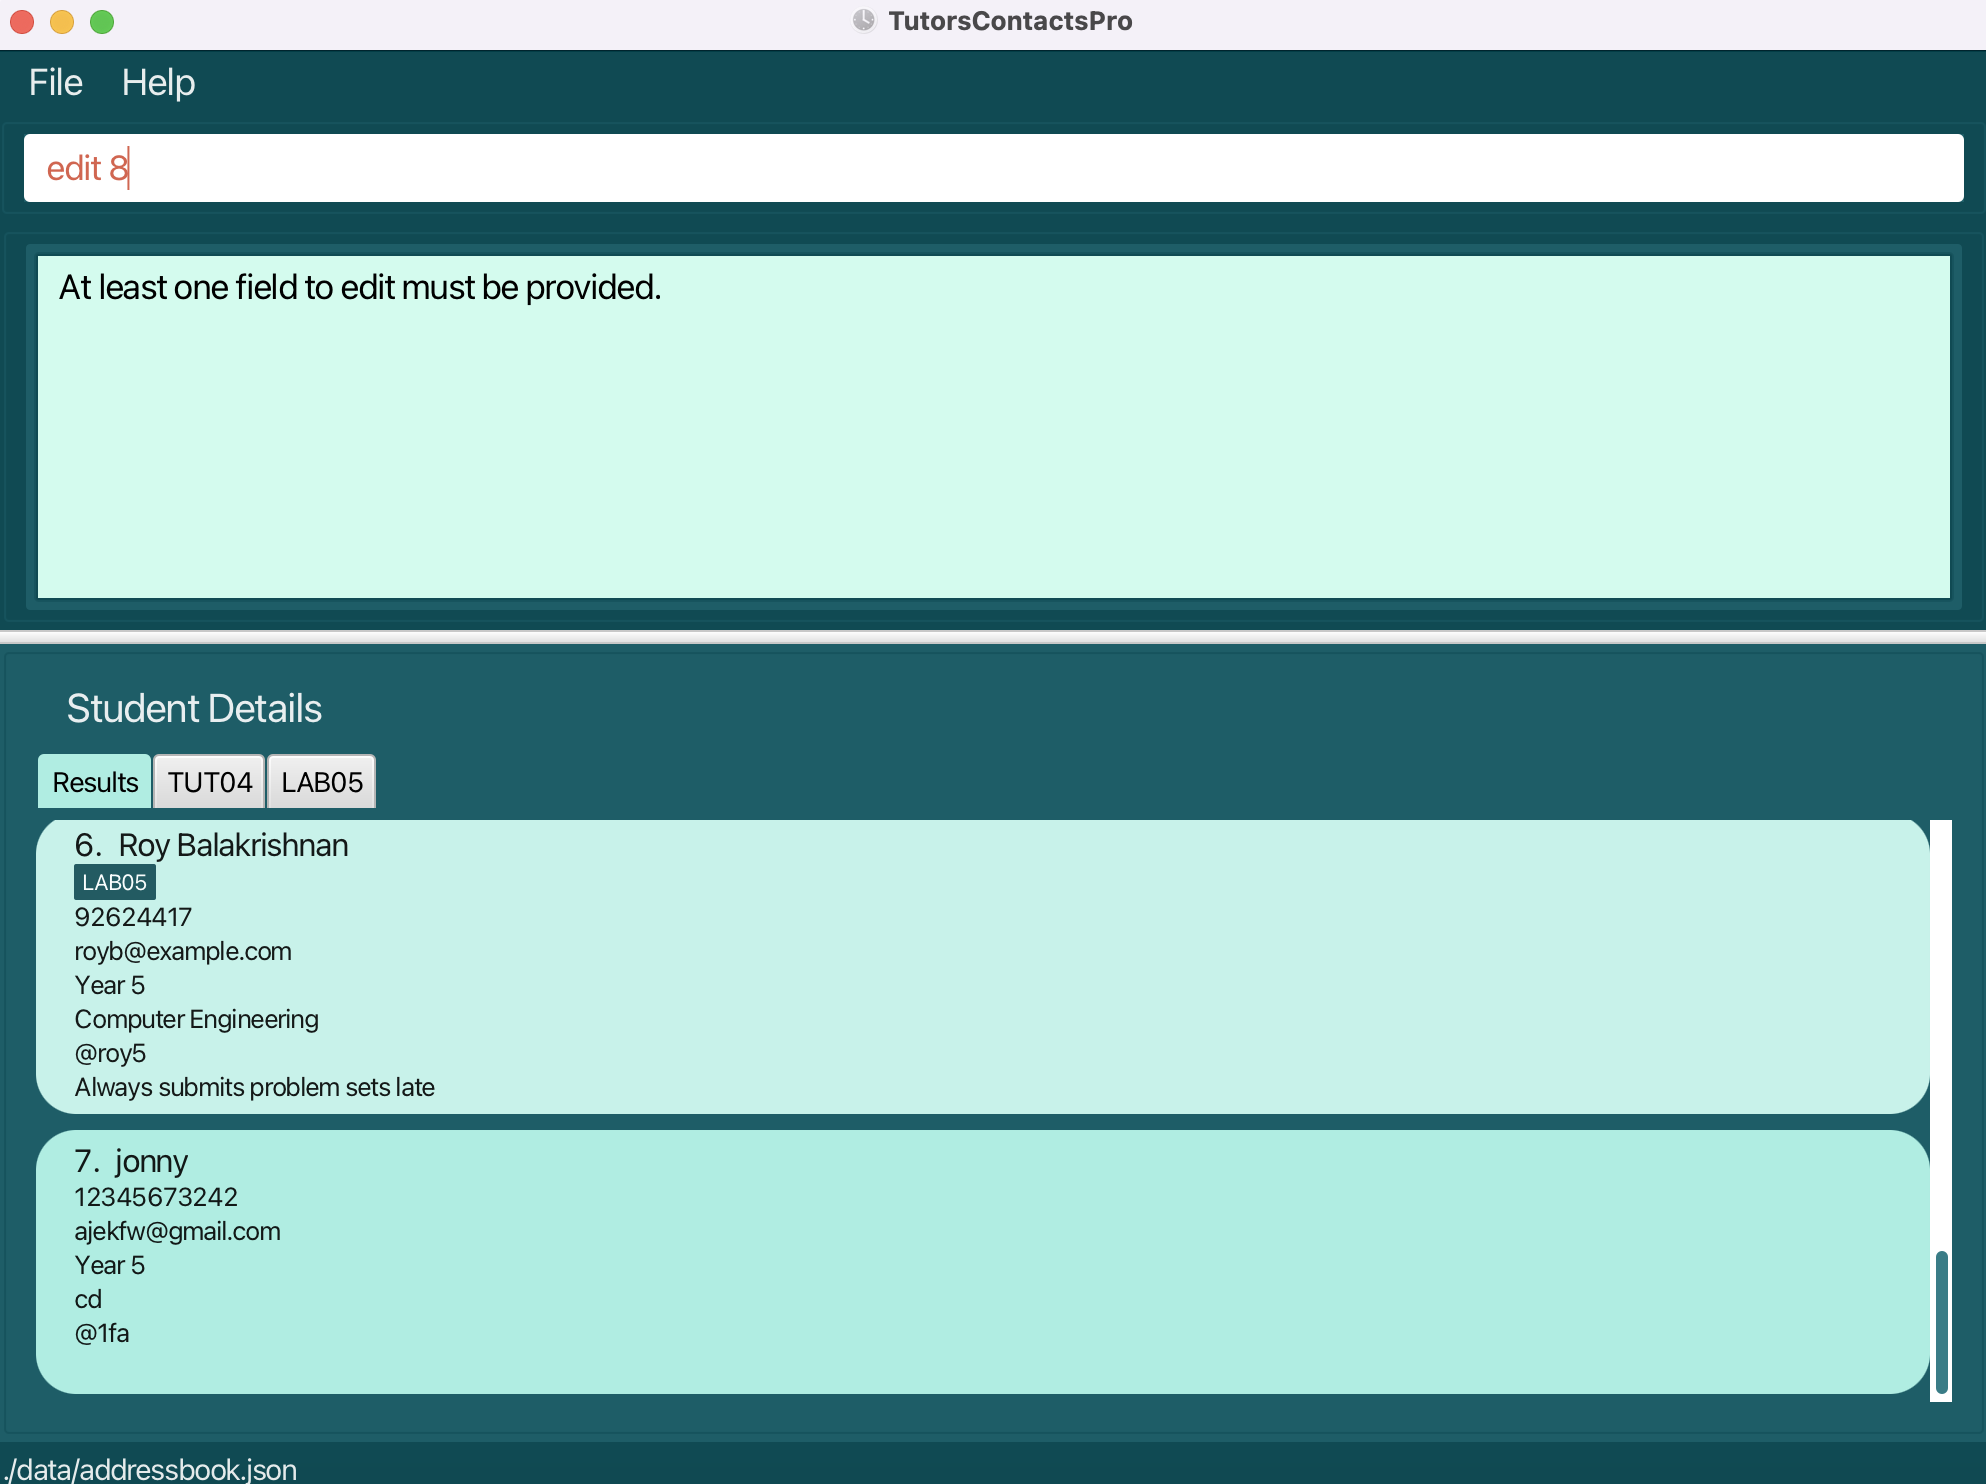 TutorsContactsPro
File Help
edit 8
At least one field to edit must be provided.
Student Details
Results TUT04 LAB05
6. Roy Balakrishnan
LAB05
92624417
royb@example.com
Year 5
Computer Engineering
@roy5
Always submits problem sets late
7. jonny
12345673242
ajekfw@gmail.com
Year 5
cd
@1fa
./data/addressbook.json